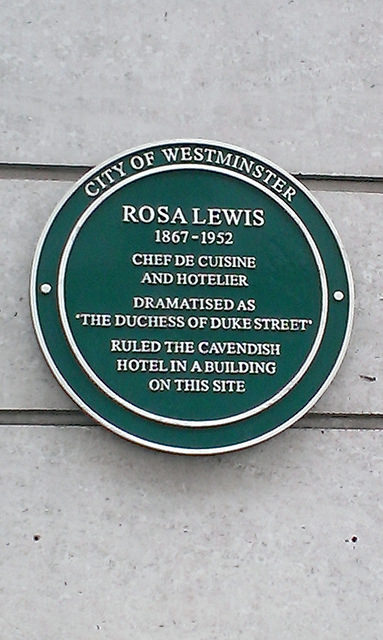 CITY OF WESTMINSTER
ROSA LEWIS
1867-1952
CHEF DE CUISINE
AND HOTELIER
DRAMATISED AS
'THE DUCHESS OF DUKE STREET'
RULED THE CAVENDISH
HOTEL IN A BUILDING
ON THIS SITE